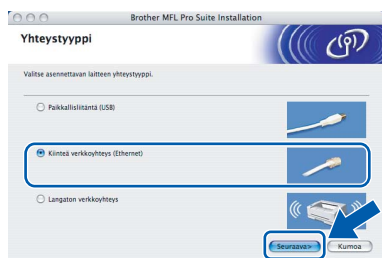 Brother MFL Pro Suite Installation
Yhteystyyppi
Valitse asennettavan laitteen yhteystyyppi.
Paikallisliitäntä (USB)
Kiinteä verkkoyhteys (Ethernet)
Langaton verkkoyhteys
Seuraava>
Kumoa